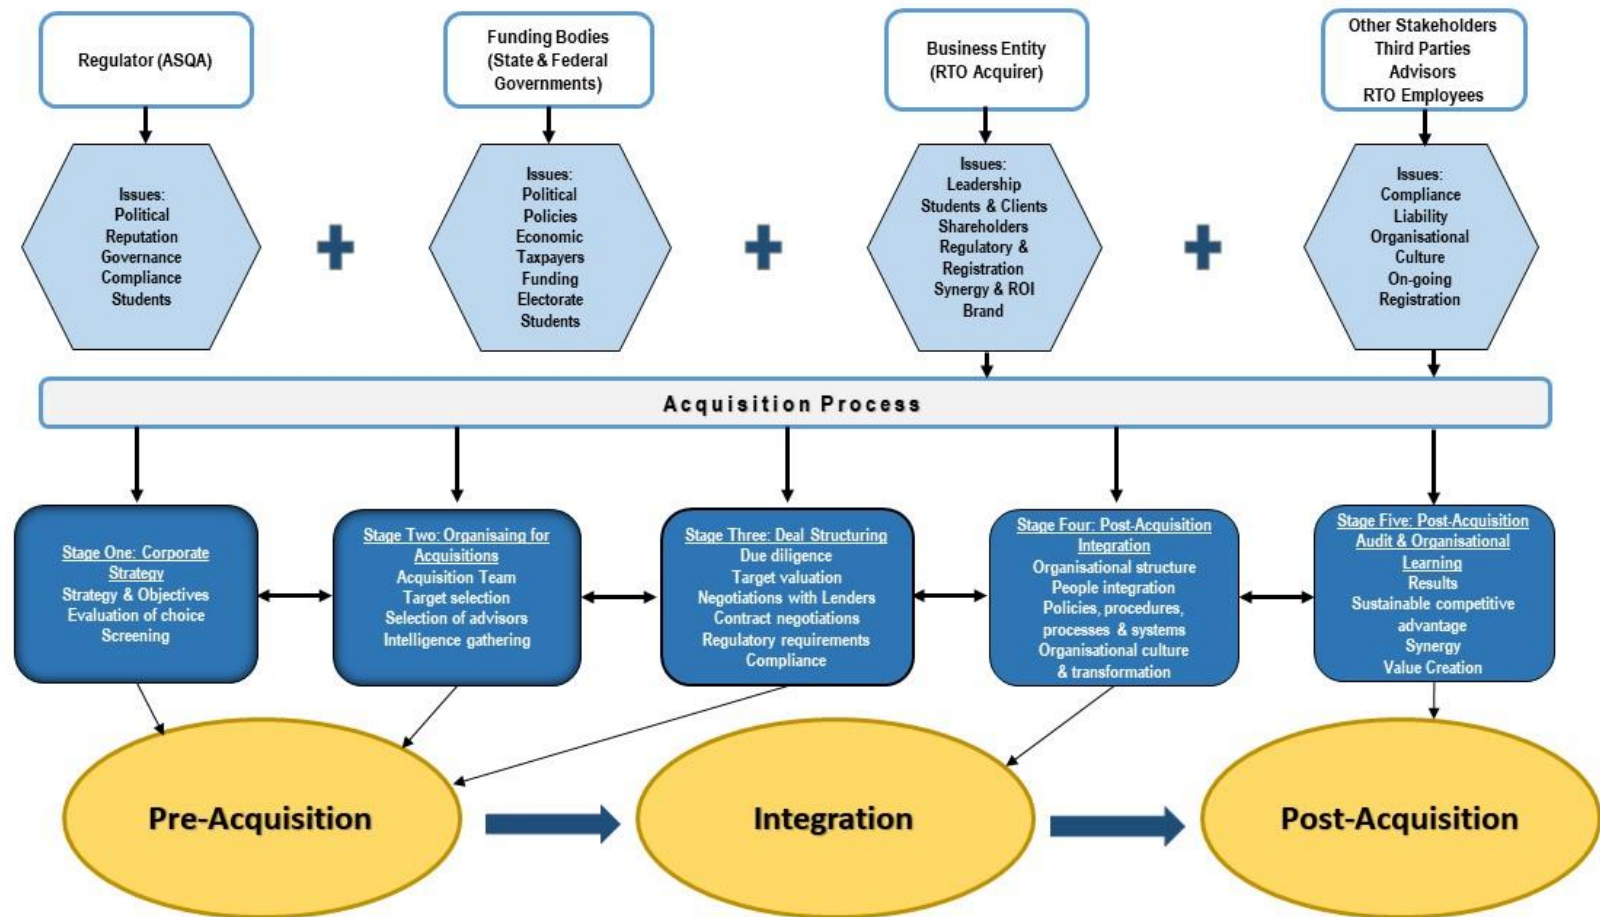 Regulator (ASQA)
Funding Bodies
(State & Federal
Governments)
Business Entity
(RTO Acquirer)
Other Stakeholders
Third Parties
Advisors
RTO Employees
Issues:
Political
Reputation
Governance
Compliance
Students
Issues:
Political
Policies
Economic
Taxpayers
Funding
Electorate
Students
Issues:
Leadership
Students & Clients
Shareholders
Regulatory &
Registration
Synergy & ROI
Brand
Issues:
Compliance
Liability
Organisational
Culture
On-going
Registration
Acquisition Process
Stage One: Corporate
Strategy
Strategy & Objectives
Evaluation of choice
Screening
Stage Two: Organisaing for
Acquisitions
Acquisition Team
Target selection
Selection of advisors
Intelligence gathering
Stage Three: Deal Structuring
Due diligence
Target valuation
Negotiations with Lenders
Contract negotiations
Regulatory requirements
Compliance
Stage Four: Post-Acquisition
Integration
Organisational structure
People integration
Policies, procedures,
processes & systems
Organisational culture
& transformation
Stage Five: Post-Acquisition
Audit & Organisational
Learning
Results
Sustainable competitive
advantage
Synergy
Value Creation
Pre-Acquisition
Integration
Post-Acquisition